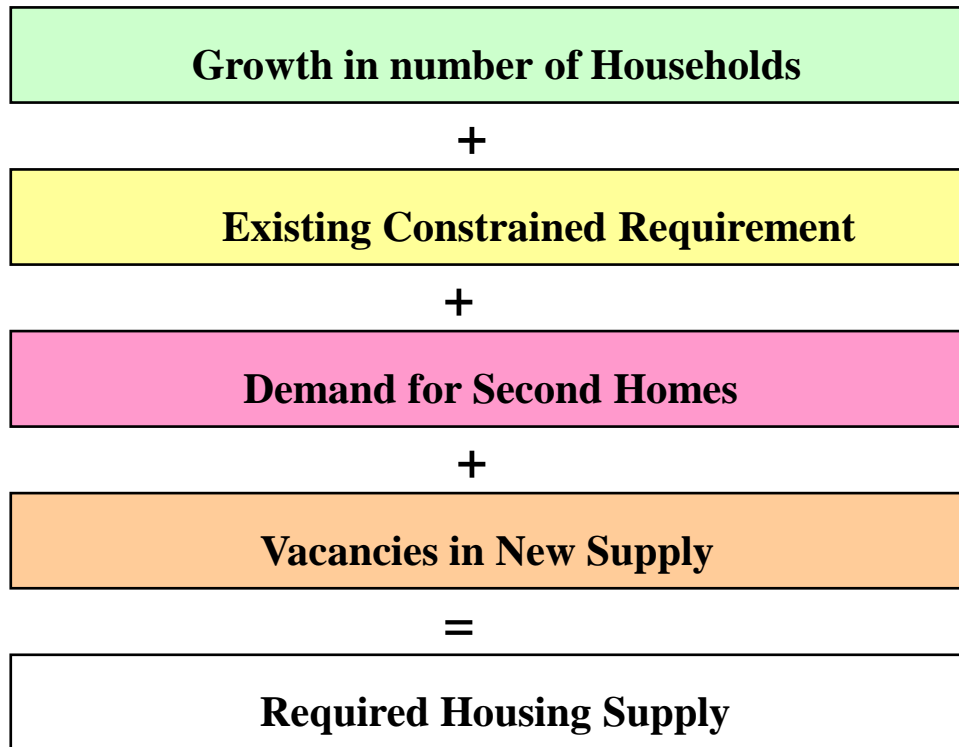 Growth in number of Households
+
Existing Constrained Requirement
+
Demand for Second Homes
+
Vacancies in New Supply
=
Required Housing Supply